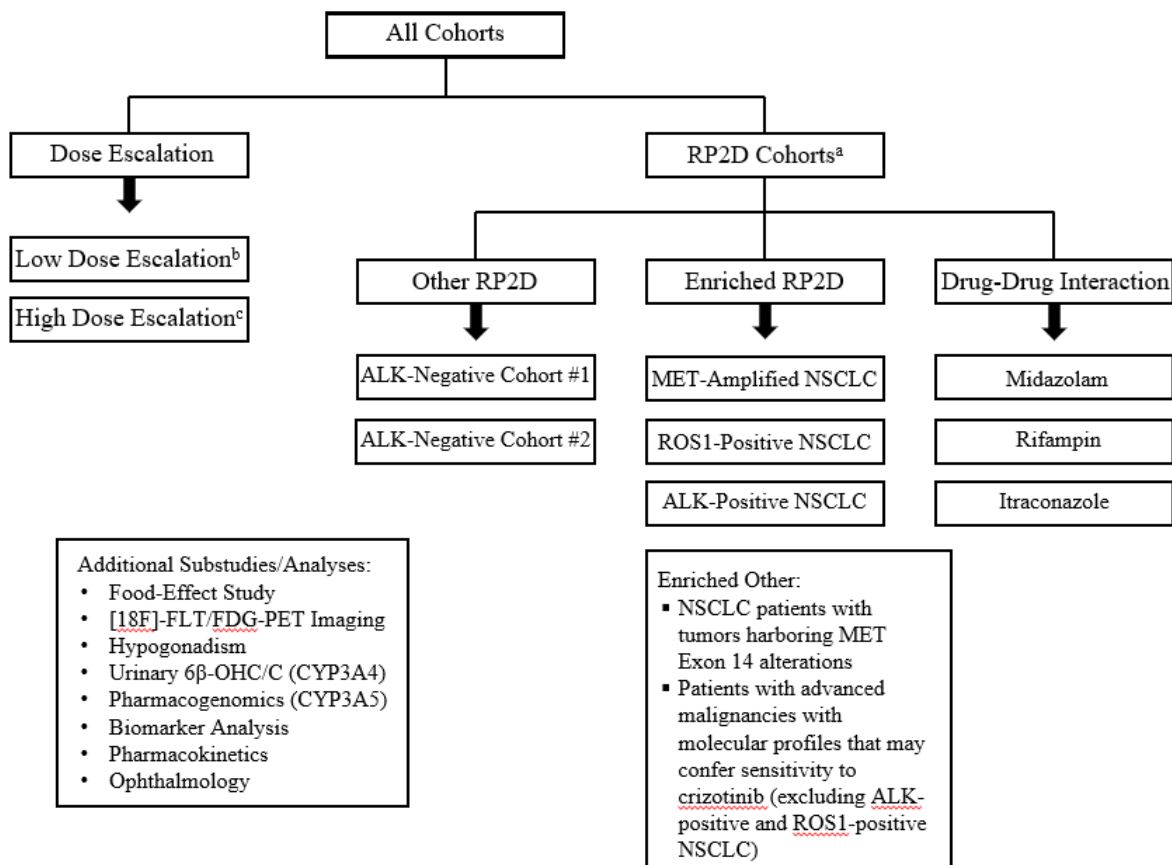 All Cohorts
Dose Escalation
RP2D Cohortsᵃ
Low Dose Escalationᵇ
High Dose Escalationᶜ
Other RP2D
Enriched RP2D
Drug-Drug Interaction
ALK-Negative Cohort #1
MET-Amplified NSCLC
Midazolam
ALK-Negative Cohort #2
ROS1-Positive NSCLC
Rifampin
ALK-Positive NSCLC
Itraconazole
Additional Substudies/Analyses:
• Food-Effect Study
• [18F]-FLT/FDG-PET Imaging
• Hypogonadism
• Urinary 6β-OHC/C (CYP3A4)
• Pharmacogenomics (CYP3A5)
• Biomarker Analysis
• Pharmacokinetics
• Ophthalmology
Enriched Other:
▪ NSCLC patients with
tumors harboring MET
Exon 14 alterations
▪ Patients with advanced
malignancies with
molecular profiles that may
confer sensitivity to
crizotinib (excluding ALK-
positive and ROS1-positive
NSCLC)